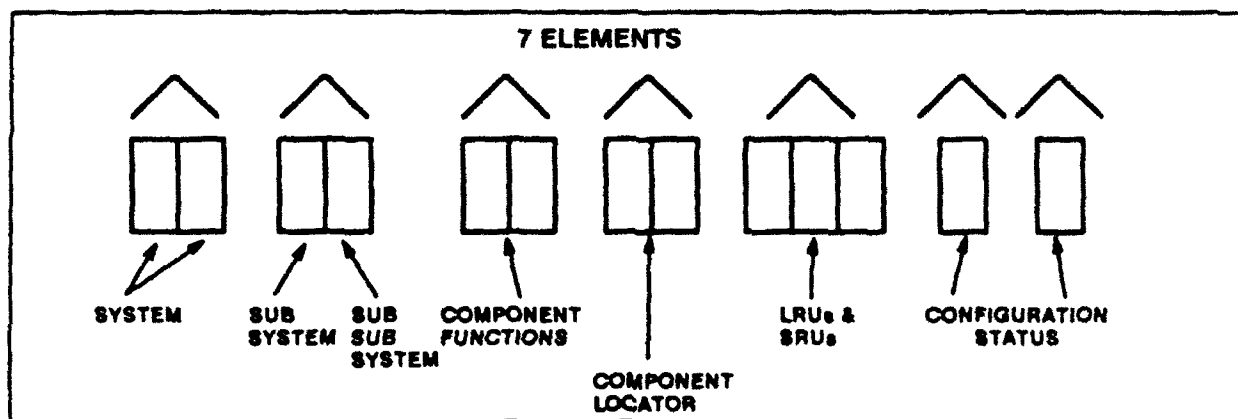 7 ELEMENTS
SYSTEM
SUB
SYSTEM
SUB
SUB
SYSTEM
COMPONENT
FUNCTIONS
COMPONENT
LOCATOR
LRUs &
SRUs
CONFIGURATION
STATUS